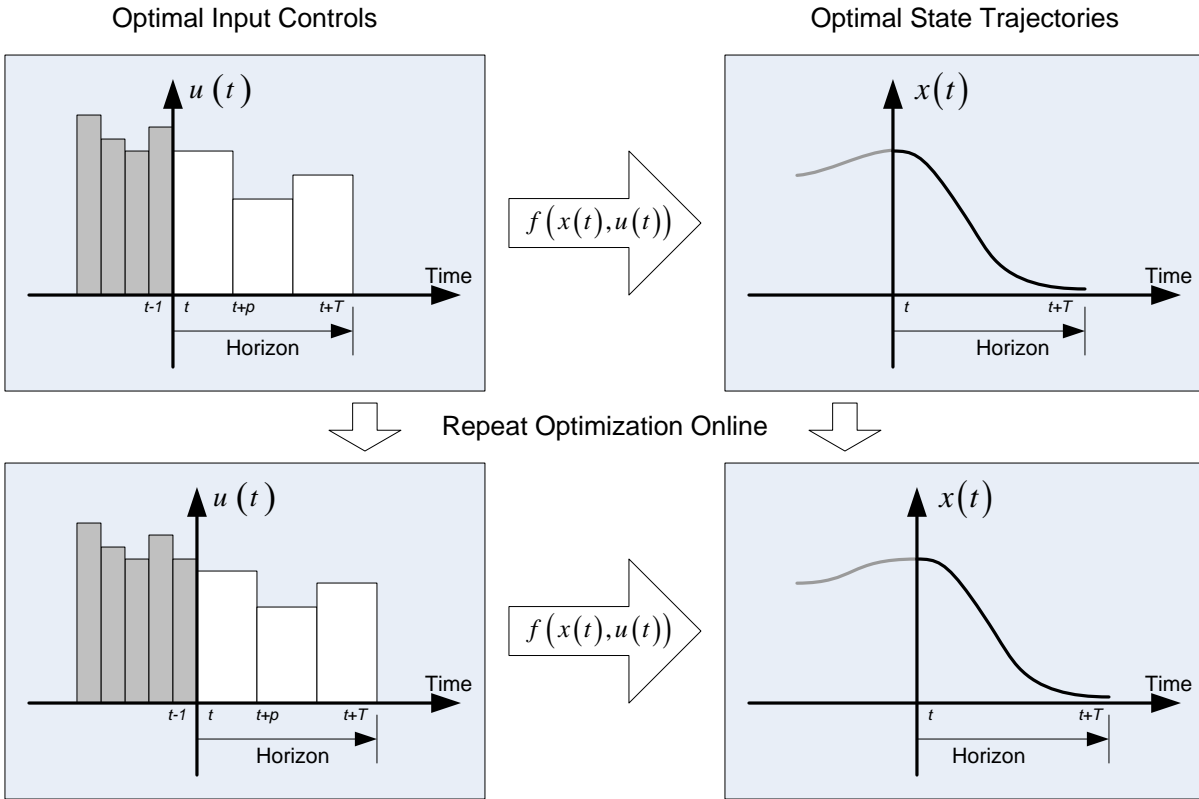 Optimal Input Controls
Optimal State Trajectories
u(t)
Time
t-1
t
t+p
t+T
Horizon
f(x(t),u(t))
x(t)
Time
t
t+T
Horizon
Repeat Optimization Online
u(t)
Time
t-1
t
t+p
t+T
Horizon
f(x(t),u(t))
x(t)
Time
t
t+T
Horizon